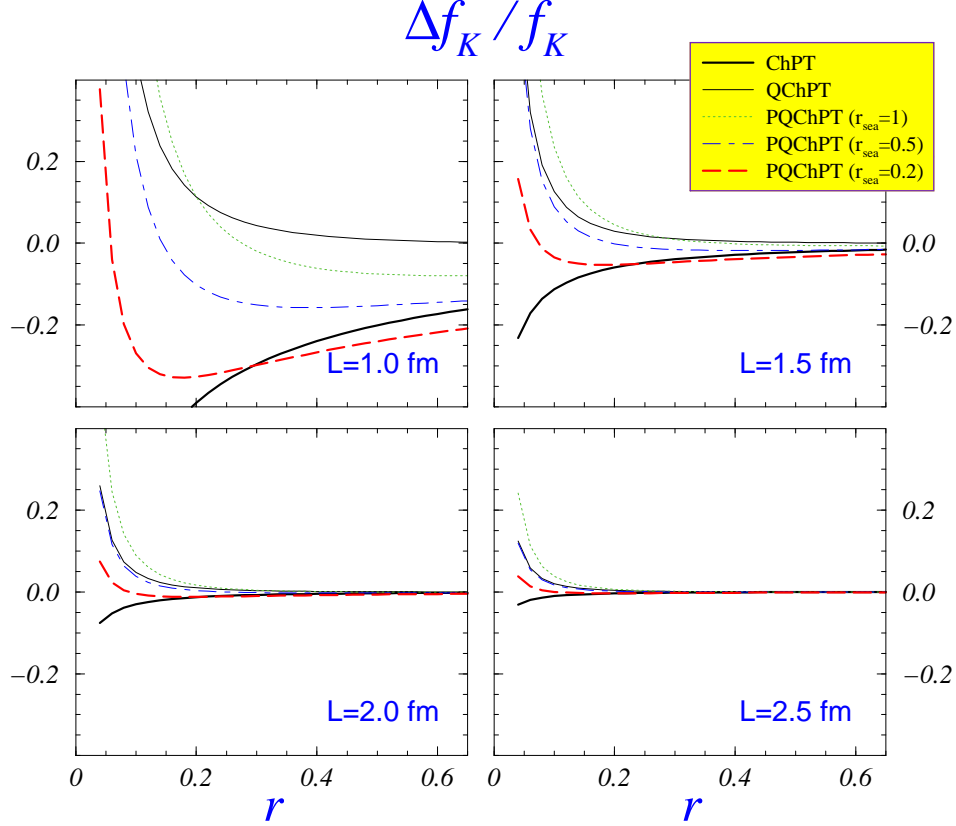 Δf_K / f_K
ChPT
QChPT
PQChPT (r_sea=1)
PQChPT (r_sea=0.5)
PQChPT (r_sea=0.2)
0.2
0.0
−0.2
L=1.0 fm
0.0
−0.2
L=1.5 fm
0.2
0.0
−0.2
L=2.0 fm
0.2
0.0
−0.2
L=2.5 fm
0 0.2 0.4 0.6
0 0.2 0.4 0.6
r
r